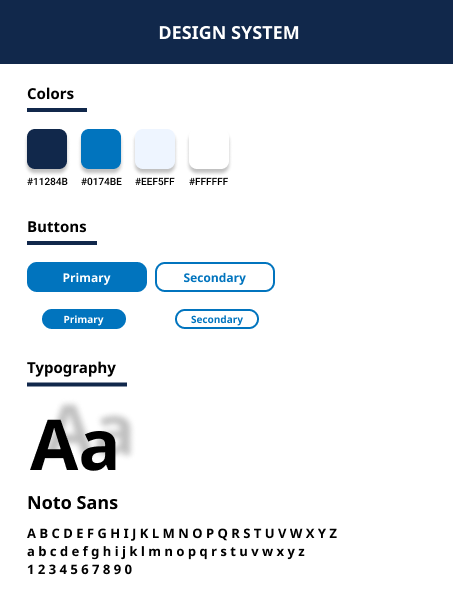 DESIGN SYSTEM
Colors
#11284B #0174BE #EEF5FF #FFFFFF
Buttons
Primary Secondary
Primary Secondary
Typography
Aa
Aa
Noto Sans
A B C D E F G H I J K L M N O P Q R S T U V W X Y Z
a b c d e f g h i j k l m n o p q r s t u v w x y z
1 2 3 4 5 6 7 8 9 0